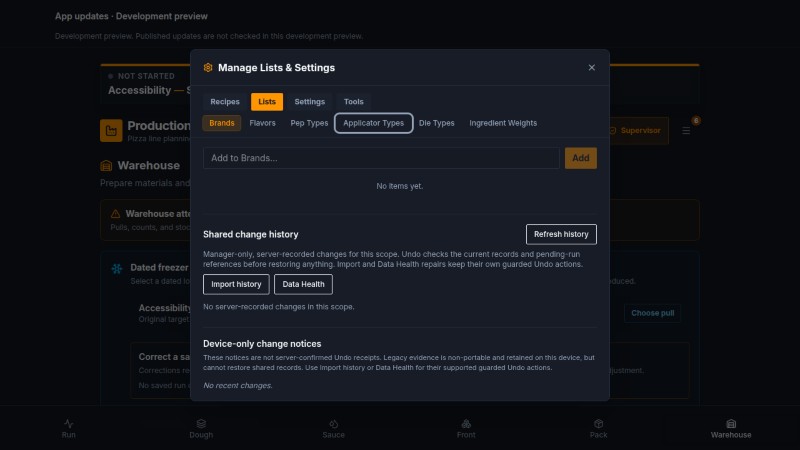 App updates · Development preview
Development preview. Published updates are not checked in this development preview.
NOT STARTED
Accessibility — S
Production
Pizza line planning
Supervisor
6
Warehouse
Prepare materials and
Warehouse atte
Pulls, counts, and stoc
Dated freezer
Select a dated lo
oduced.
Accessibility
Original target
Choose pull
Correct a sa
Corrections re
adjustment.
No saved run
Manage Lists & Settings
×
Recipes
Lists
Settings
Tools
Brands
Flavors
Pep Types
Applicator Types
Die Types
Ingredient Weights
Add to Brands...
Add
No items yet.
Shared change history
Refresh history
Manager-only, server-recorded changes for this scope. Undo checks the current records and pending-run
references before restoring anything. Import and Data Health repairs keep their own guarded Undo actions.
Import history
Data Health
No server-recorded changes in this scope.
Device-only change notices
These notices are not server-confirmed Undo receipts. Legacy evidence is non-portable and retained on this device, but
cannot restore shared records. Use Import history or Data Health for their supported guarded Undo actions.
No recent changes.
Run
Dough
Sauce
Front
Pack
Warehouse